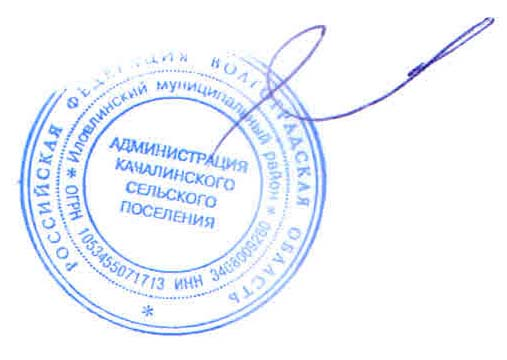 РОССИЙСКАЯ ФЕДЕРАЦИЯ ВОЛГОГРАДСКАЯ ОБЛАСТЬ *
* Иловлинский муниципальный район *
ОГРН 1053455071713 ИНН 3408009280
АДМИНИСТРАЦИЯ
КАЧАЛИНСКОГО
СЕЛЬСКОГО
ПОСЕЛЕНИЯ